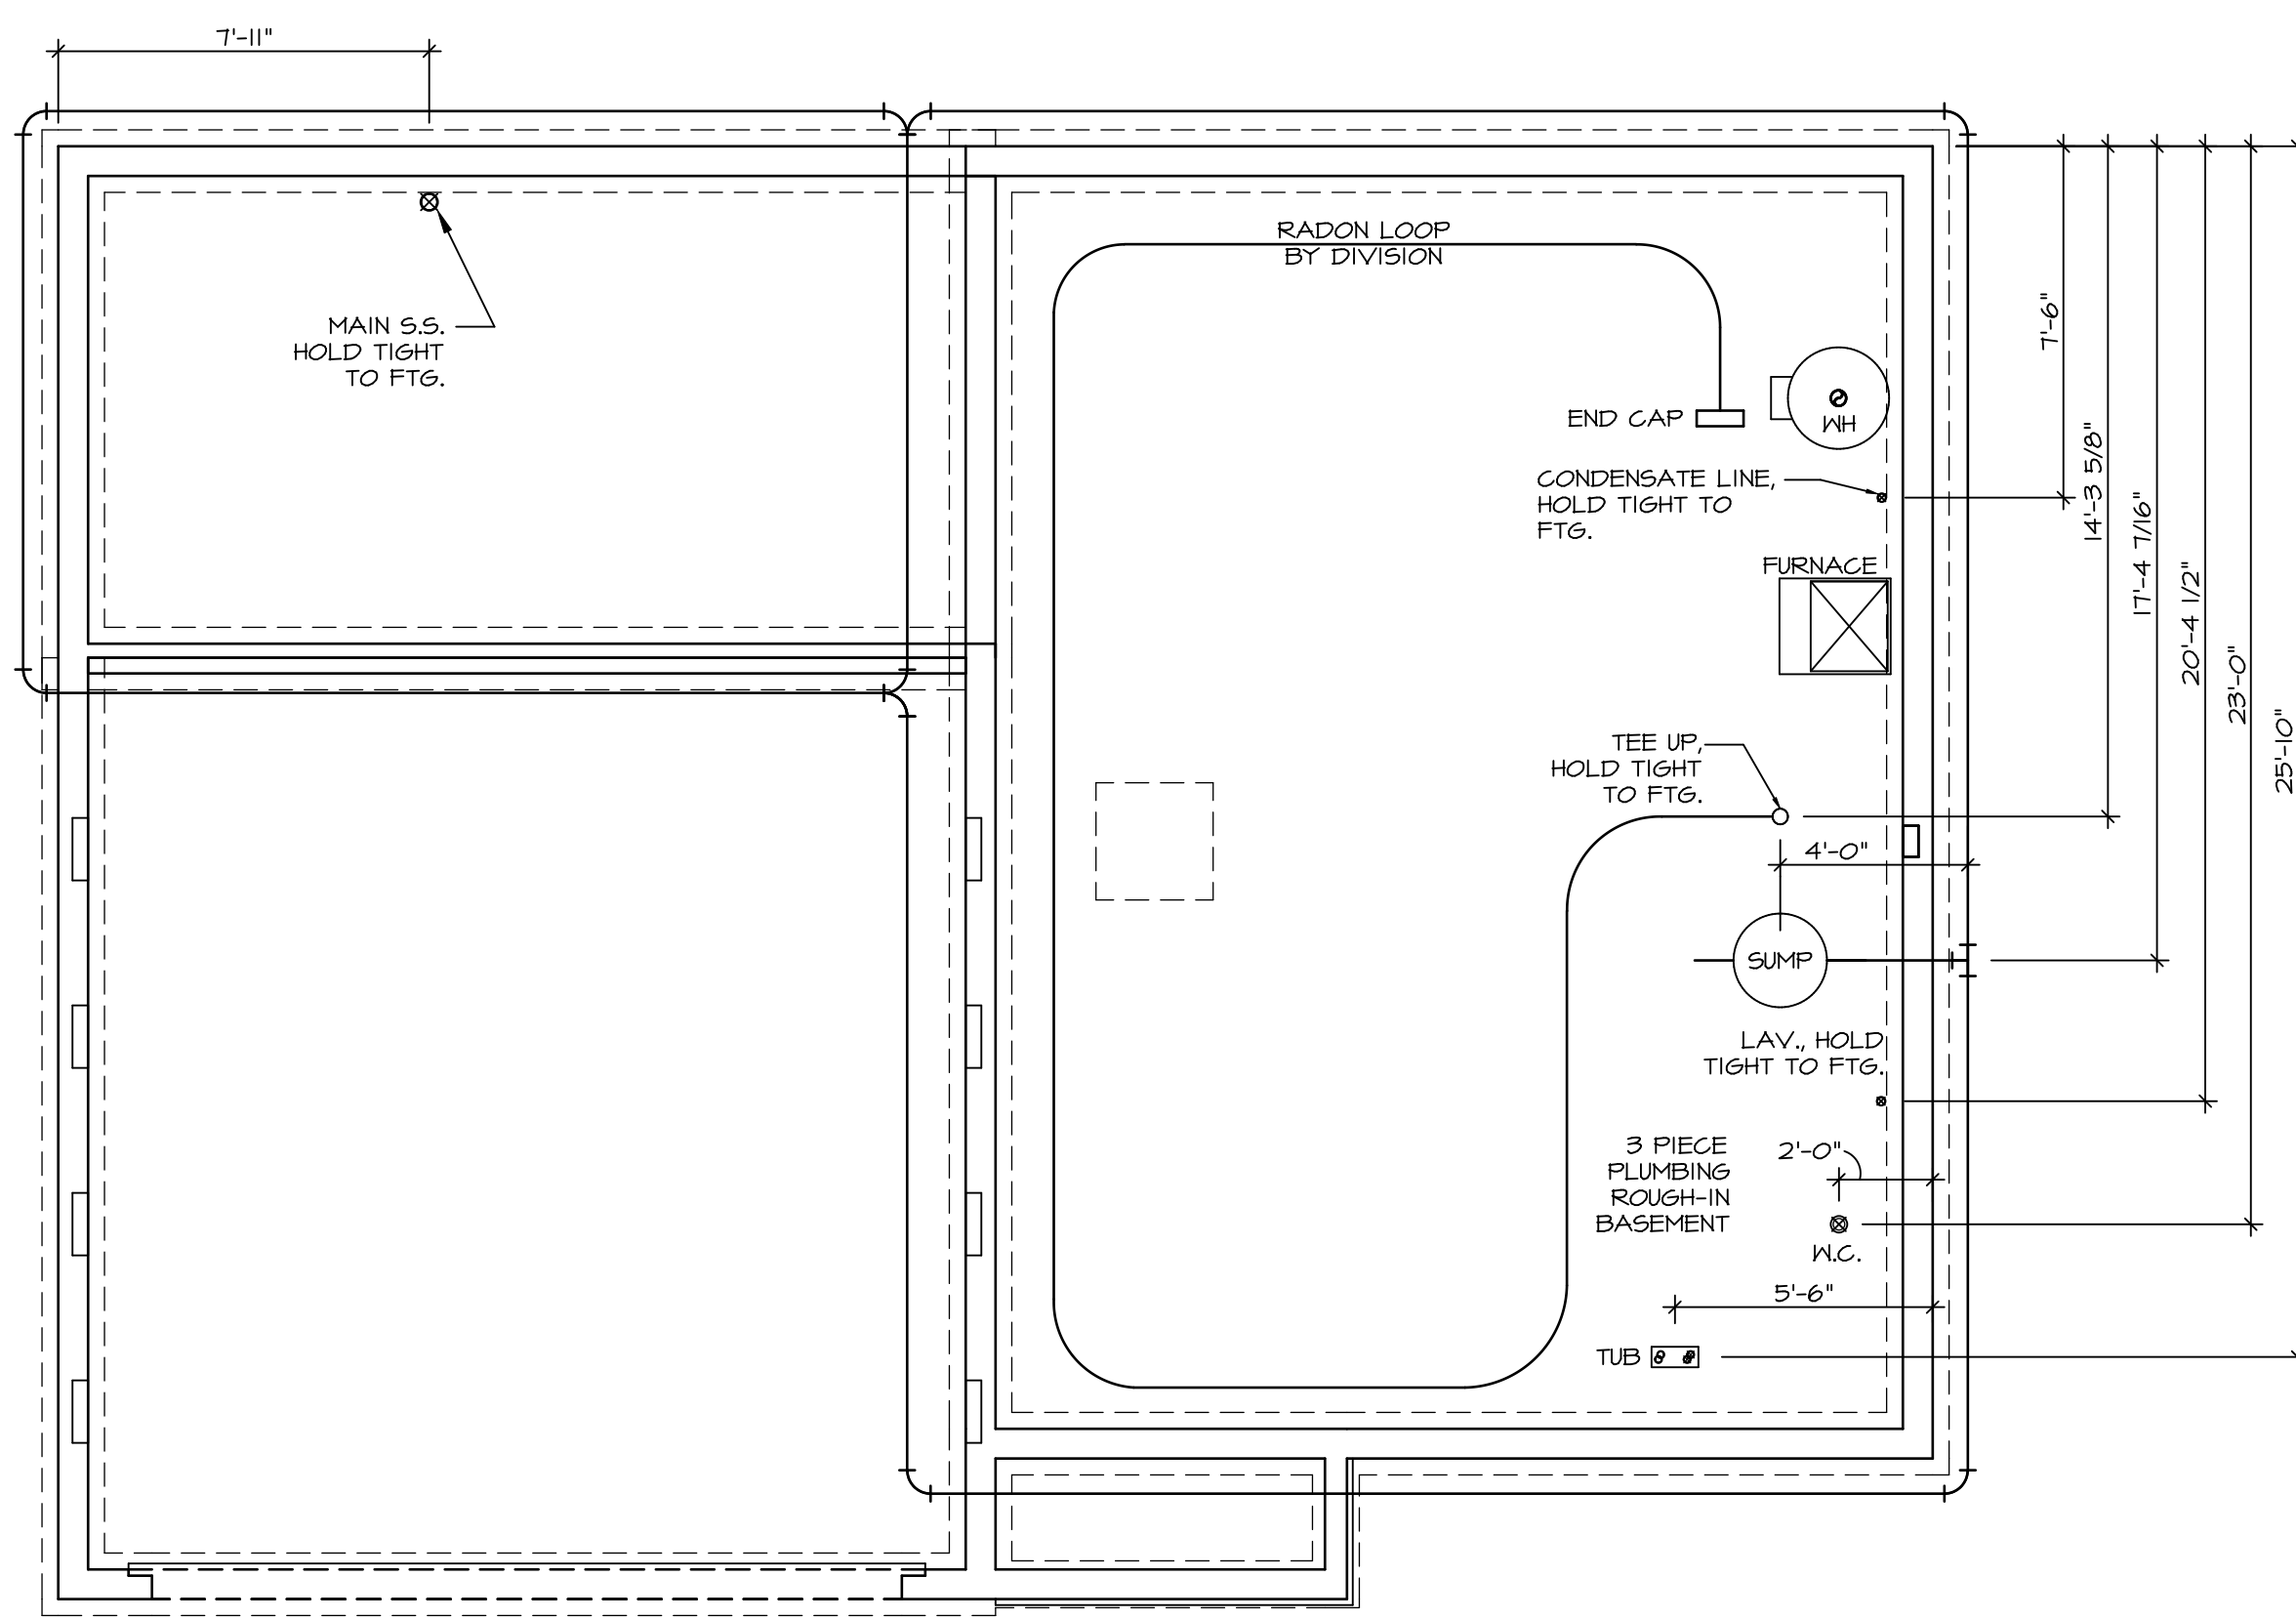 7'-11"
RADON LOOP
BY DIVISION
MAIN S.S.
HOLD TIGHT
TO FTG.
END CAP
WH
CONDENSATE LINE,
HOLD TIGHT TO
FTG.
FURNACE
TEE UP,
HOLD TIGHT
TO FTG.
4'-0"
SUMP
LAV., HOLD
TIGHT TO FTG.
3 PIECE
PLUMBING
ROUGH-IN
BASEMENT
2'-0"
W.C.
5'-6"
TUB
7'-6"
14'-3 5/8"
17'-4 7/16"
20'-4 1/2"
23'-0"
25'-10"